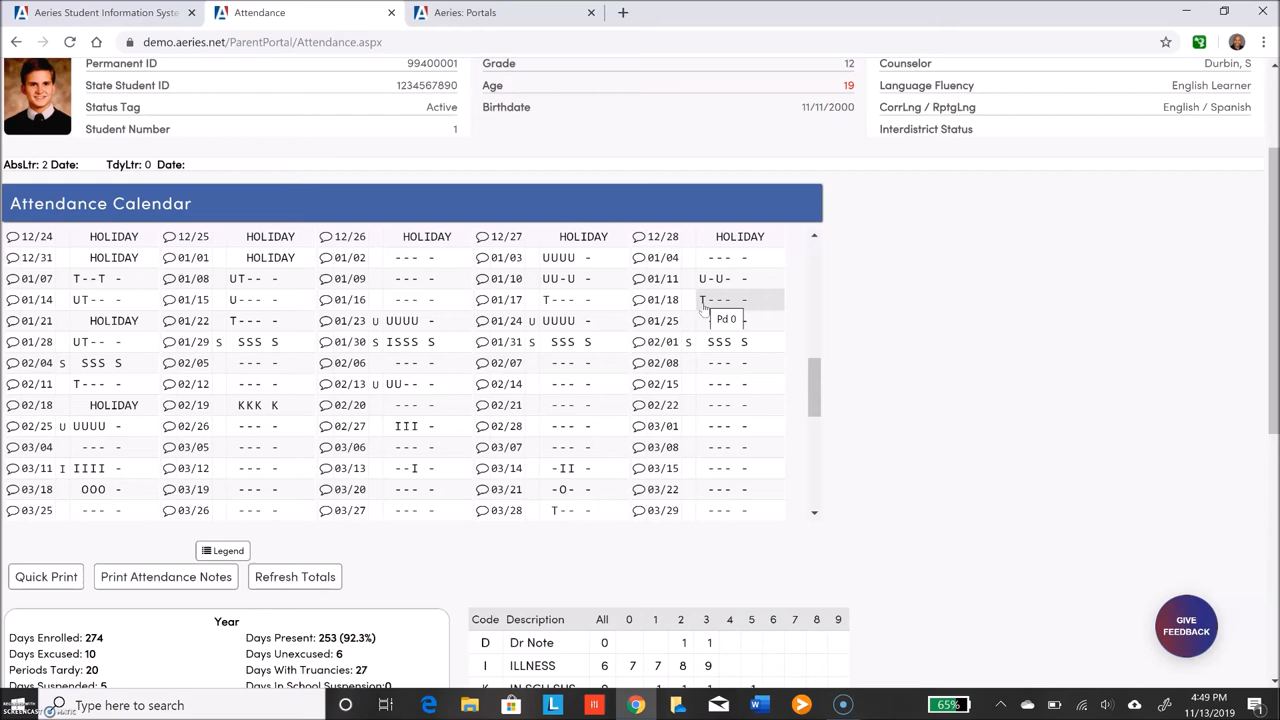 Aeries Student Information Syste
Attendance
Aeries: Portals
demo.aeries.net/ParentPortal/Attendance.aspx
Permanent ID 99400001 Grade 12 Counselor Durbin, S
State Student ID 1234567890 Age 19 Language Fluency English Learner
Status Tag Active Birthdate 11/11/2000 CorrLng / RptgLng English / Spanish
Student Number 1 Interdistrict Status
AbsLtr: 2 Date: TdyLtr: 0 Date:
Attendance Calendar
12/24 HOLIDAY 12/25 HOLIDAY 12/26 HOLIDAY 12/27 HOLIDAY 12/28 HOLIDAY
12/31 HOLIDAY 01/01 HOLIDAY 01/02 --- - 01/03 UUUU - 01/04 --- -
01/07 T--T - 01/08 UT-- - 01/09 --- - 01/10 UU-U - 01/11 U-U- -
01/14 UT-- - 01/15 U--- - 01/16 --- - 01/17 T--- - 01/18 T--- -
01/21 HOLIDAY 01/22 T--- - 01/23 U UUUU - 01/24 U UUUU - 01/25 -
01/28 UT-- - 01/29 S SSS S 01/30 S ISSS S 01/31 S SSS S 02/01 S SSS S
02/04 S SSS S 02/05 --- - 02/06 --- - 02/07 --- - 02/08 --- -
02/11 T--- - 02/12 --- - 02/13 U UU-- - 02/14 --- - 02/15 --- -
02/18 HOLIDAY 02/19 KKK K 02/20 --- - 02/21 --- - 02/22 --- -
02/25 U UUUU - 02/26 --- - 02/27 III - 02/28 --- - 03/01 --- -
03/04 --- - 03/05 --- - 03/06 --- - 03/07 --- - 03/08 --- -
03/11 I IIII - 03/12 --- - 03/13 --I - 03/14 -II - 03/15 --- -
03/18 OOO - 03/19 --- - 03/20 --- - 03/21 -O- - 03/22 --- -
03/25 --- - 03/26 --- - 03/27 --- - 03/28 T-- - 03/29 --- -
Pd 0
Legend
Quick Print Print Attendance Notes Refresh Totals
Year
Days Enrolled: 274 Days Present: 253 (92.3%)
Days Excused: 10 Days Unexcused: 6
Periods Tardy: 20 Days With Truancies: 27
Days Suspended: 5 Days In School Suspension:0
Code Description All 0 1 2 3 4 5 6 7 8 9
D Dr Note 0 1 1
I ILLNESS 6 7 7 8 9
K IN SCH SUS
GIVE
FEEDBACK
Type here to search
65%
4:49 PM
11/13/2019